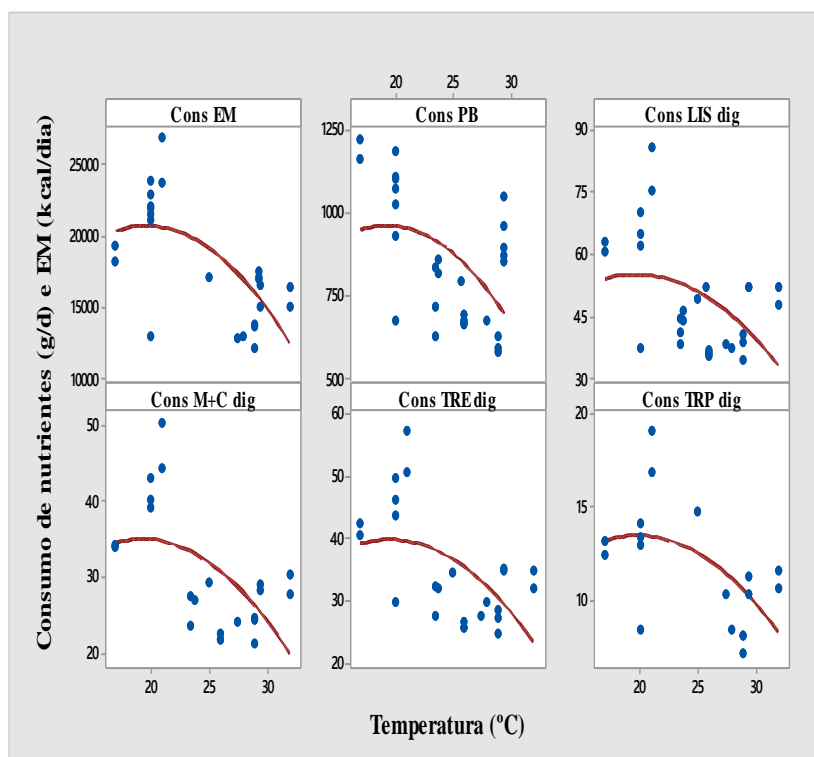 20 25 30
Cons EM Cons PB Cons LIS dig
25000 20000 15000 10000
1250 1000 750 500
90 75 60 45 30
Cons M+C dig Cons TRE dig Cons TRP dig
50 40 30 20
60 50 40 30 20
20 15 10
20 25 30 20 25 30
Consumo de nutrientes (g/d) e EM (kcal/dia)
Temperatura (ºC)